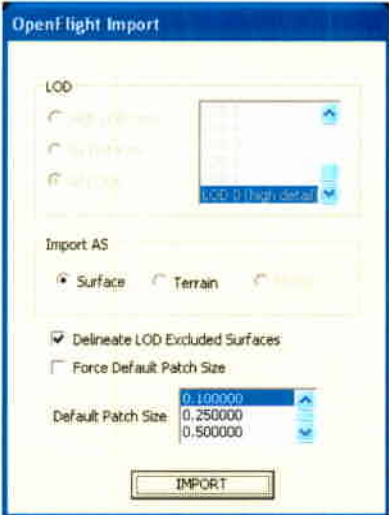 OpenFlight Import
LOD
LOD 0 (high detail
Import AS
Surface Terrain
Delineate LOD Excluded Surfaces
Force Default Patch Size
0.100000
Default Patch Size 0.250000
0.500000
IMPORT